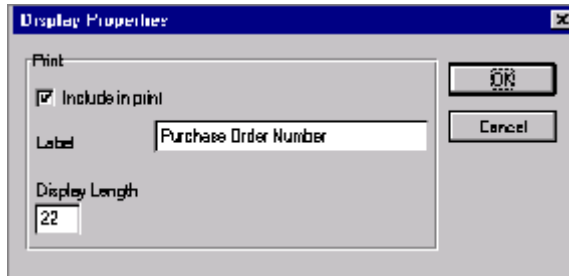 Display Properties
Print
Include in print
OK
Label
Purchase Order Number
Cancel
Display Length
22